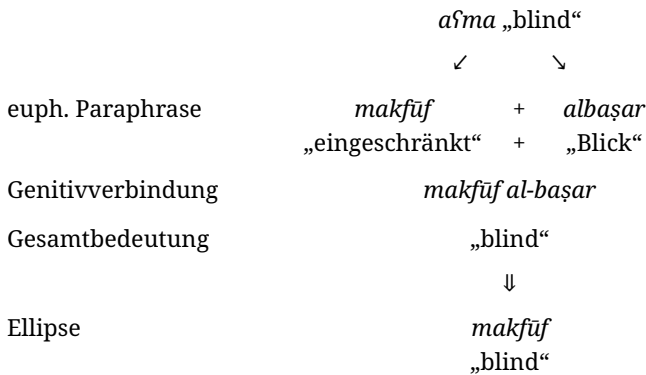 aʕma „blind“
↙ ↘
euph. Paraphrase makfūf + albaṣar
„eingeschränkt“ + „Blick“
Genitivverbindung makfūf al-baṣar
Gesamtbedeutung „blind“
⇓
Ellipse makfūf
„blind“